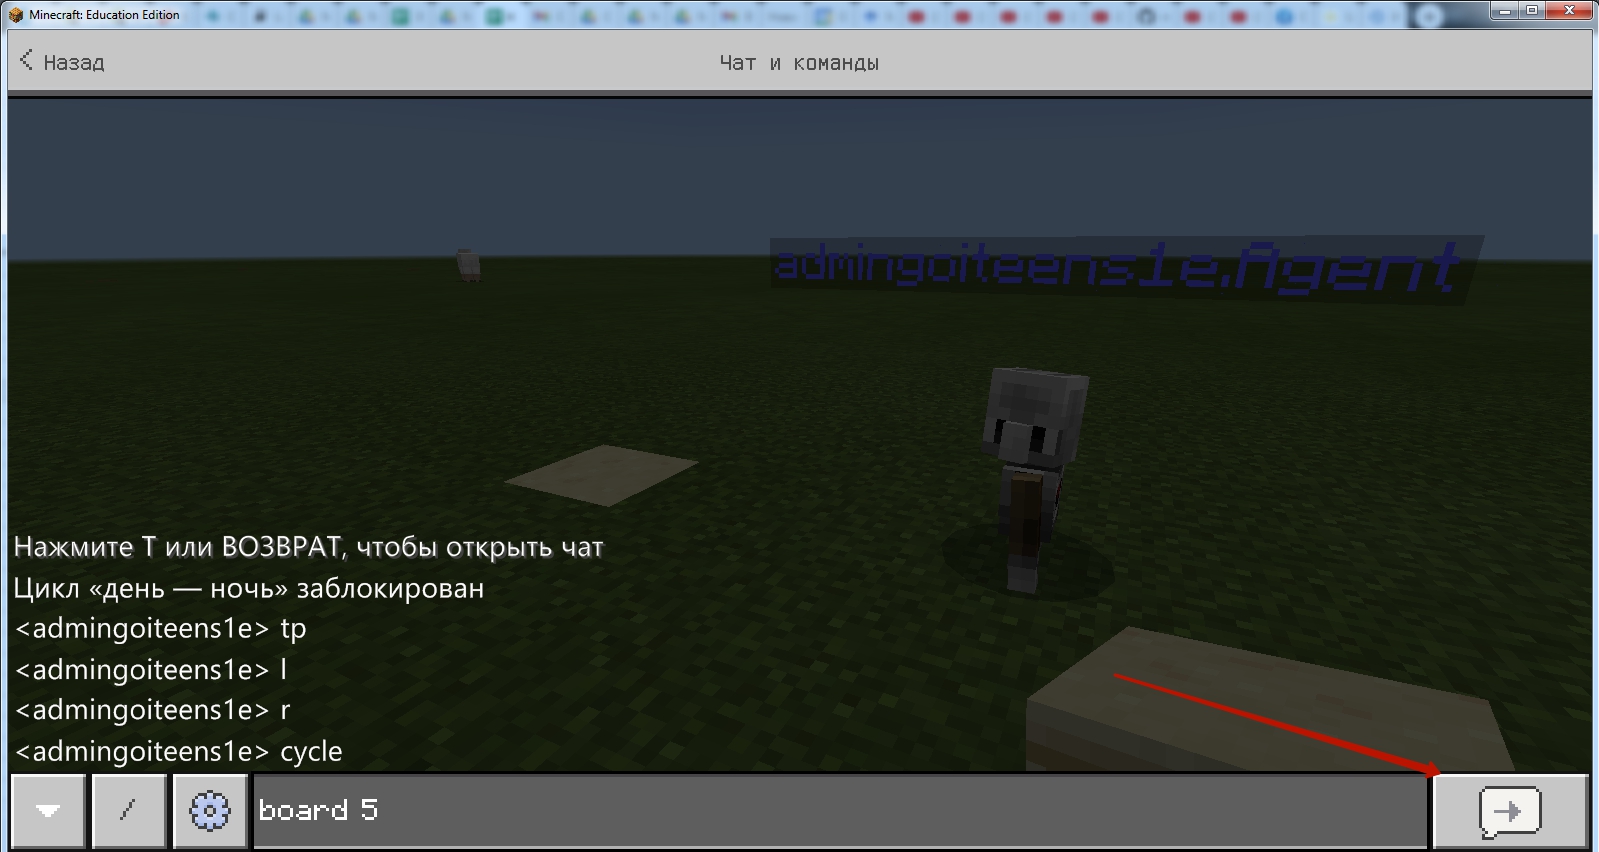 Minecraft: Education Edition
Назад
Чат и команды
admingoiteens1e.Agent
Нажмите T или ВОЗВРАТ, чтобы открыть чат
Цикл «день — ночь» заблокирован
<admingoiteens1e> tp
<admingoiteens1e> l
<admingoiteens1e> r
<admingoiteens1e> cycle
/
board 5